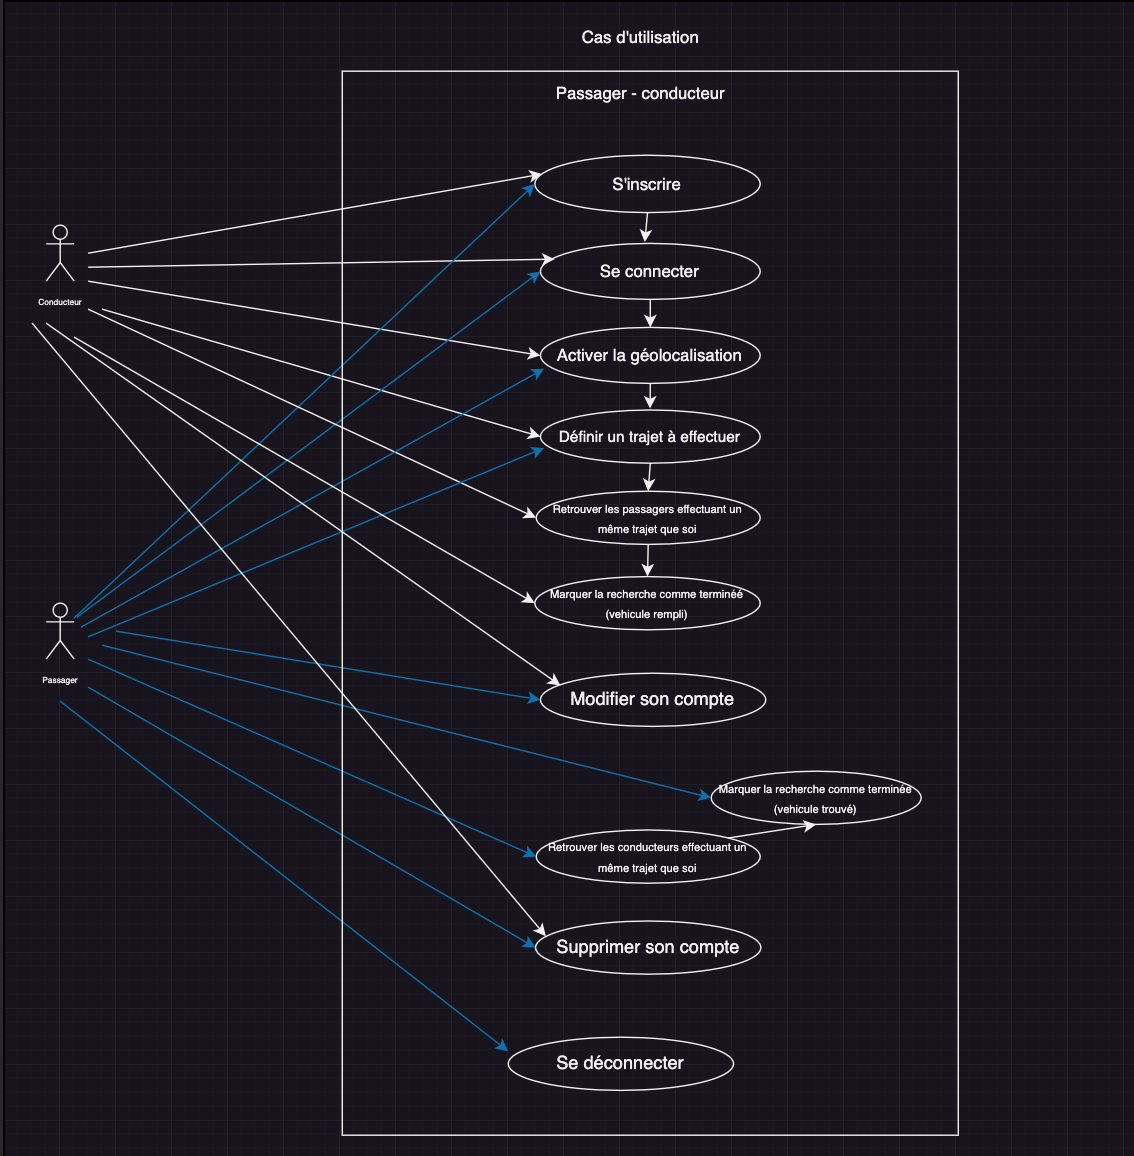 Cas d'utilisation
Passager - conducteur
S'inscrire
Se connecter
Conducteur
Activer la géolocalisation
Définir un trajet à effectuer
Retrouver les passagers effectuant un
même trajet que soi
Marquer la recherche comme terminéé
(vehicule rempli)
Passager
Modifier son compte
Marquer la recherche comme terminée
(vehicule trouvé)
Retrouver les conducteurs effectuant un
même trajet que soi
Supprimer son compte
Se déconnecter